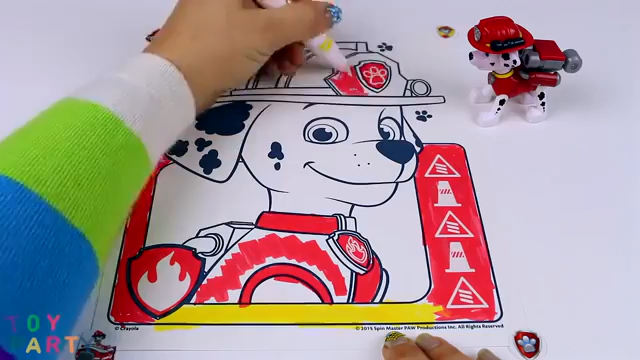 © Crayola
© 2015 Spin Master PAW Productions Inc. All Rights Reserved
TOY
ART